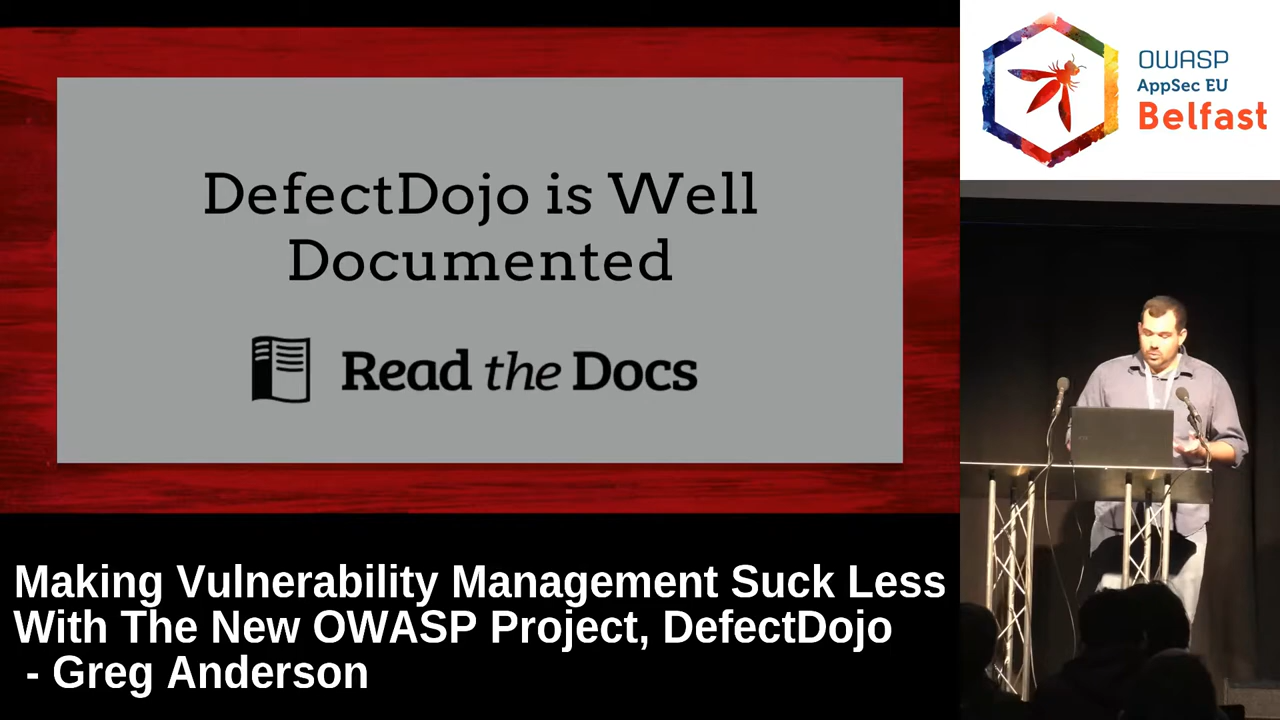 DefectDojo is Well
Documented
Read the Docs
OWASP
AppSec EU
Belfast
Making Vulnerability Management Suck Less
With The New OWASP Project, DefectDojo
- Greg Anderson